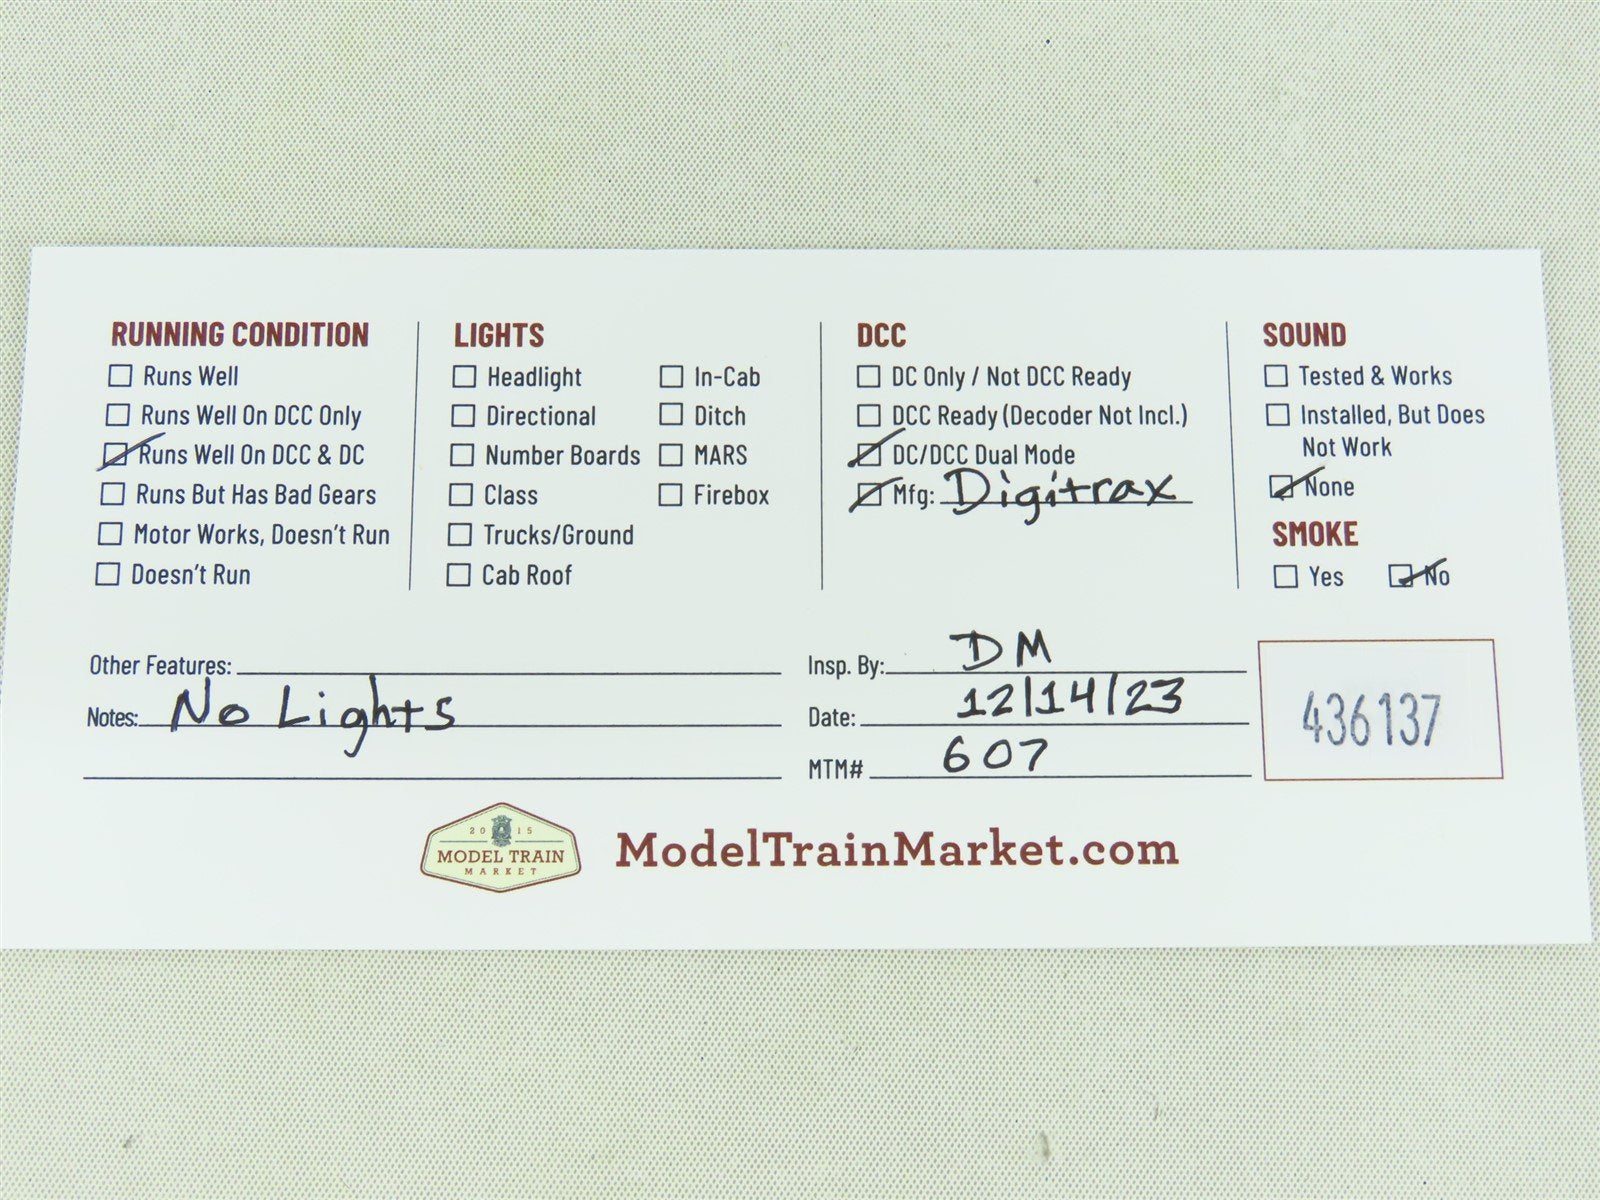 RUNNING CONDITION
Runs Well
Runs Well On DCC Only
Runs Well On DCC & DC
Runs But Has Bad Gears
Motor Works, Doesn't Run
Doesn't Run
LIGHTS
Headlight
Directional
Number Boards
Class
Trucks/Ground
Cab Roof
In-Cab
Ditch
MARS
Firebox
DCC
DC Only / Not DCC Ready
DCC Ready (Decoder Not Incl.)
DC/DCC Dual Mode
Mfg: Digitrax
SOUND
Tested & Works
Installed, But Does
Not Work
None
SMOKE
Yes No
Other Features:
Notes: No Lights
Insp. By: DM
Date: 12/14/23
MTM# 607
436137
2015
MODEL TRAIN
MARKET
ModelTrainMarket.com